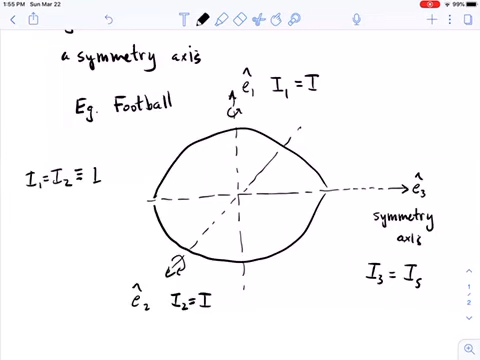 1:55 PM Sun Mar 22
99%
a symmetry axis
ê₁ I₁ = I
Eg. Football
I₁ = I₂ ≡ I
ê₃
symmetry
axis
I₃ = Iₛ
ê₂ I₂ = I
1
2